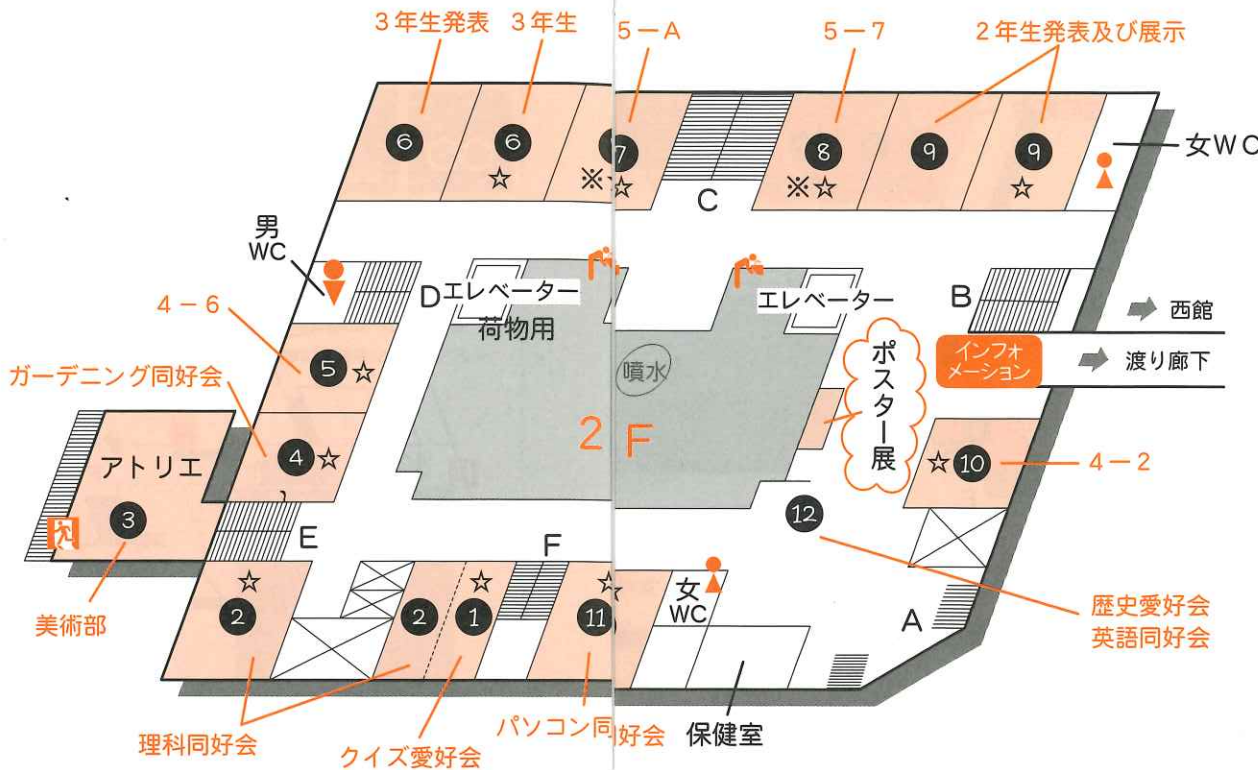 3年生発表
3年生
5－A
5－7
2年生発表及び展示
6
6
☆
7
※☆
8
※☆
9
9
☆
女WC
C
男
WC
D
エレベーター
荷物用
エレベーター
B
西館
渡り廊下
インフォ
メーション
4－6
5
☆
ガーデニング同好会
4
☆
噴水
2F
ポスター展
アトリエ
3
美術部
E
F
☆
10
4－2
12
歴史愛好会
英語同好会
A
☆
2
2
☆
1
☆
11
女
WC
理科同好会
クイズ愛好会
パソコン同好会
保健室